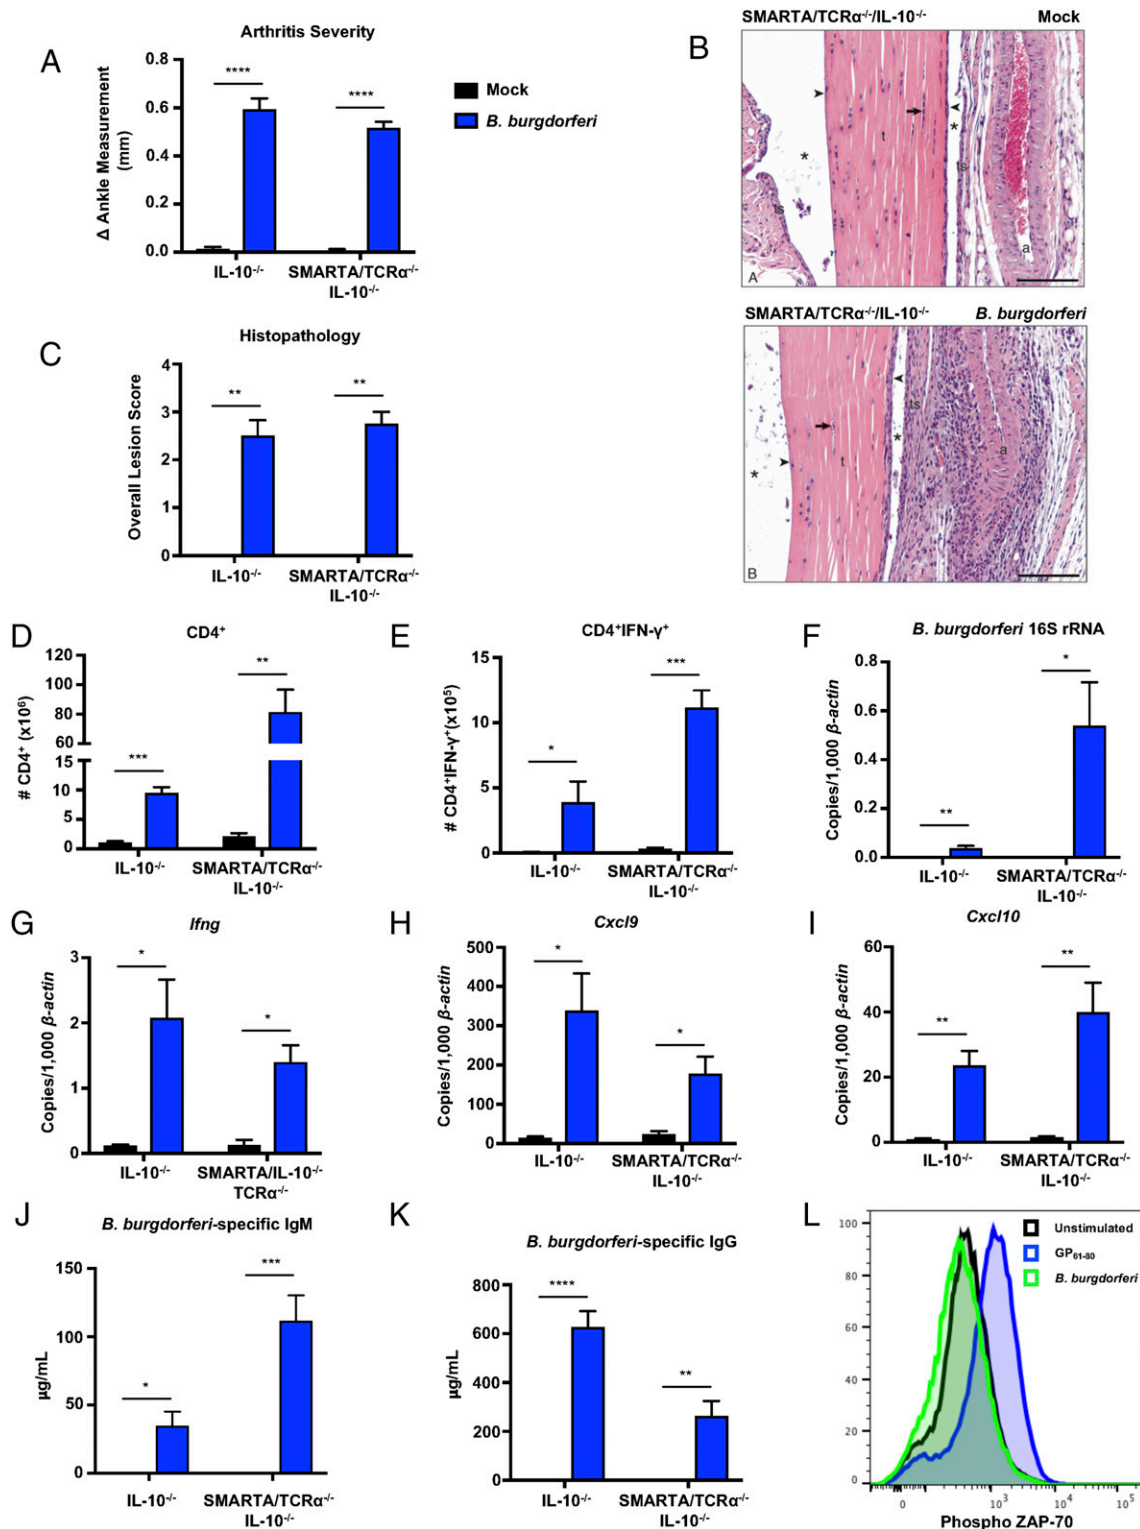 A
Arthritis Severity
0.8
0.6
0.4
0.2
0.0
Δ Ankle Measurement
(mm)
****
****
IL-10-/-
SMARTA/TCRα-/-
IL-10-/-
Mock
B. burgdorferi
B
SMARTA/TCRα-/-/IL-10-/-
Mock
*
*
t
ts
ts
a
A
SMARTA/TCRα-/-/IL-10-/-
B. burgdorferi
*
*
t
ts
a
B
C
Histopathology
4
3
2
1
0
Overall Lesion Score
**
**
IL-10-/-
SMARTA/TCRα-/-
IL-10-/-
D
CD4+
120
100
80
60
15
10
5
0
# CD4+ (x10⁶)
***
**
IL-10-/-
SMARTA/TCRα-/-
IL-10-/-
E
CD4+IFN-γ+
15
10
5
0
# CD4+IFN-γ+(x10⁵)
*
***
IL-10-/-
SMARTA/TCRα-/-
IL-10-/-
F
B. burgdorferi 16S rRNA
0.8
0.6
0.4
0.2
0.0
Copies/1,000 β-actin
**
*
IL-10-/-
SMARTA/TCRα-/-
IL-10-/-
G
Ifng
3
2
1
0
Copies/1,000 β-actin
*
*
IL-10-/-
SMARTA/IL-10-/-
TCRα-/-
H
Cxcl9
500
400
300
200
100
0
Copies/1,000 β-actin
*
*
IL-10-/-
SMARTA/TCRα-/-
IL-10-/-
I
Cxcl10
60
40
20
0
Copies/1,000 β-actin
**
**
IL-10-/-
SMARTA/TCRα-/-
IL-10-/-
J
B. burgdorferi-specific IgM
150
100
50
0
µg/mL
*
***
IL-10-/-
SMARTA/TCRα-/-
IL-10-/-
K
B. burgdorferi-specific IgG
800
600
400
200
0
µg/mL
****
**
IL-10-/-
SMARTA/TCRα-/-
IL-10-/-
L
100
80
60
40
20
0
Unstimulated
GP61-80
B. burgdorferi
0
10³
10⁴
10⁵
Phospho ZAP-70